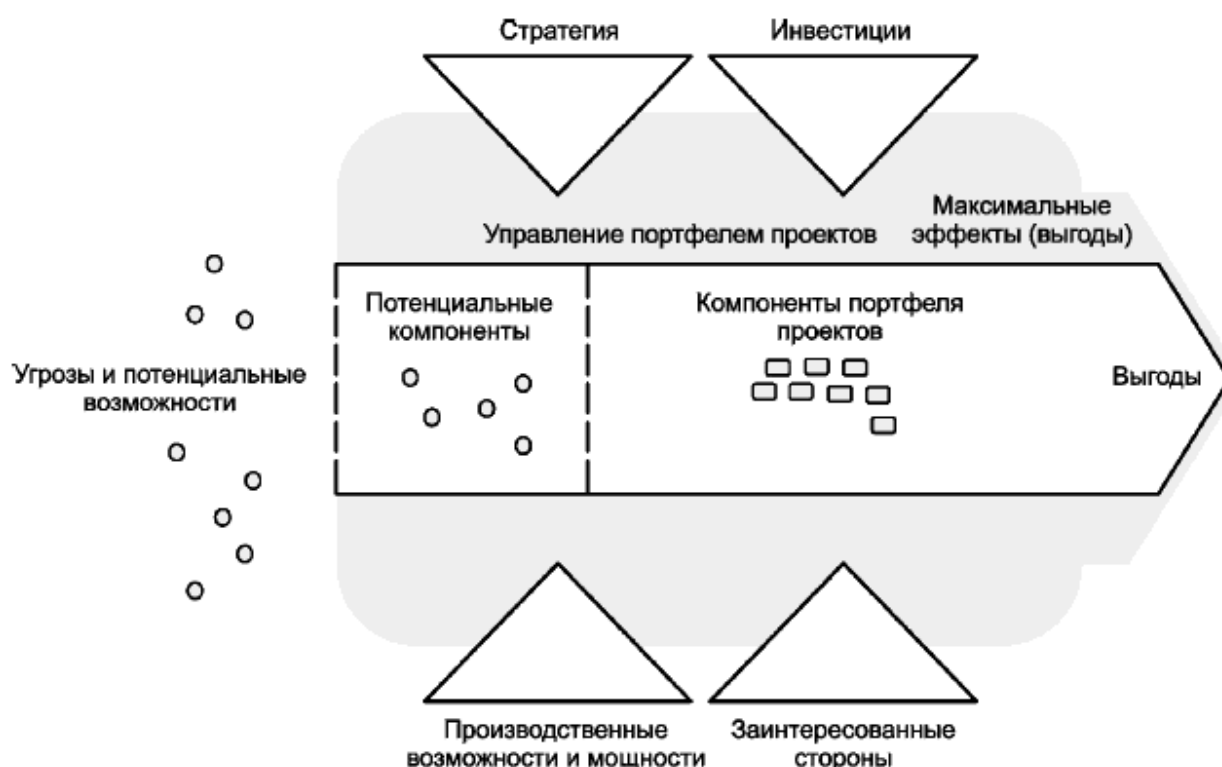 Стратегия
Инвестиции
Управление портфелем проектов
Максимальные
эффекты (выгоды)
Угрозы и потенциальные
возможности
Потенциальные
компоненты
Компоненты портфеля
проектов
Выгоды
Производственные
возможности и мощности
Заинтересованные
стороны